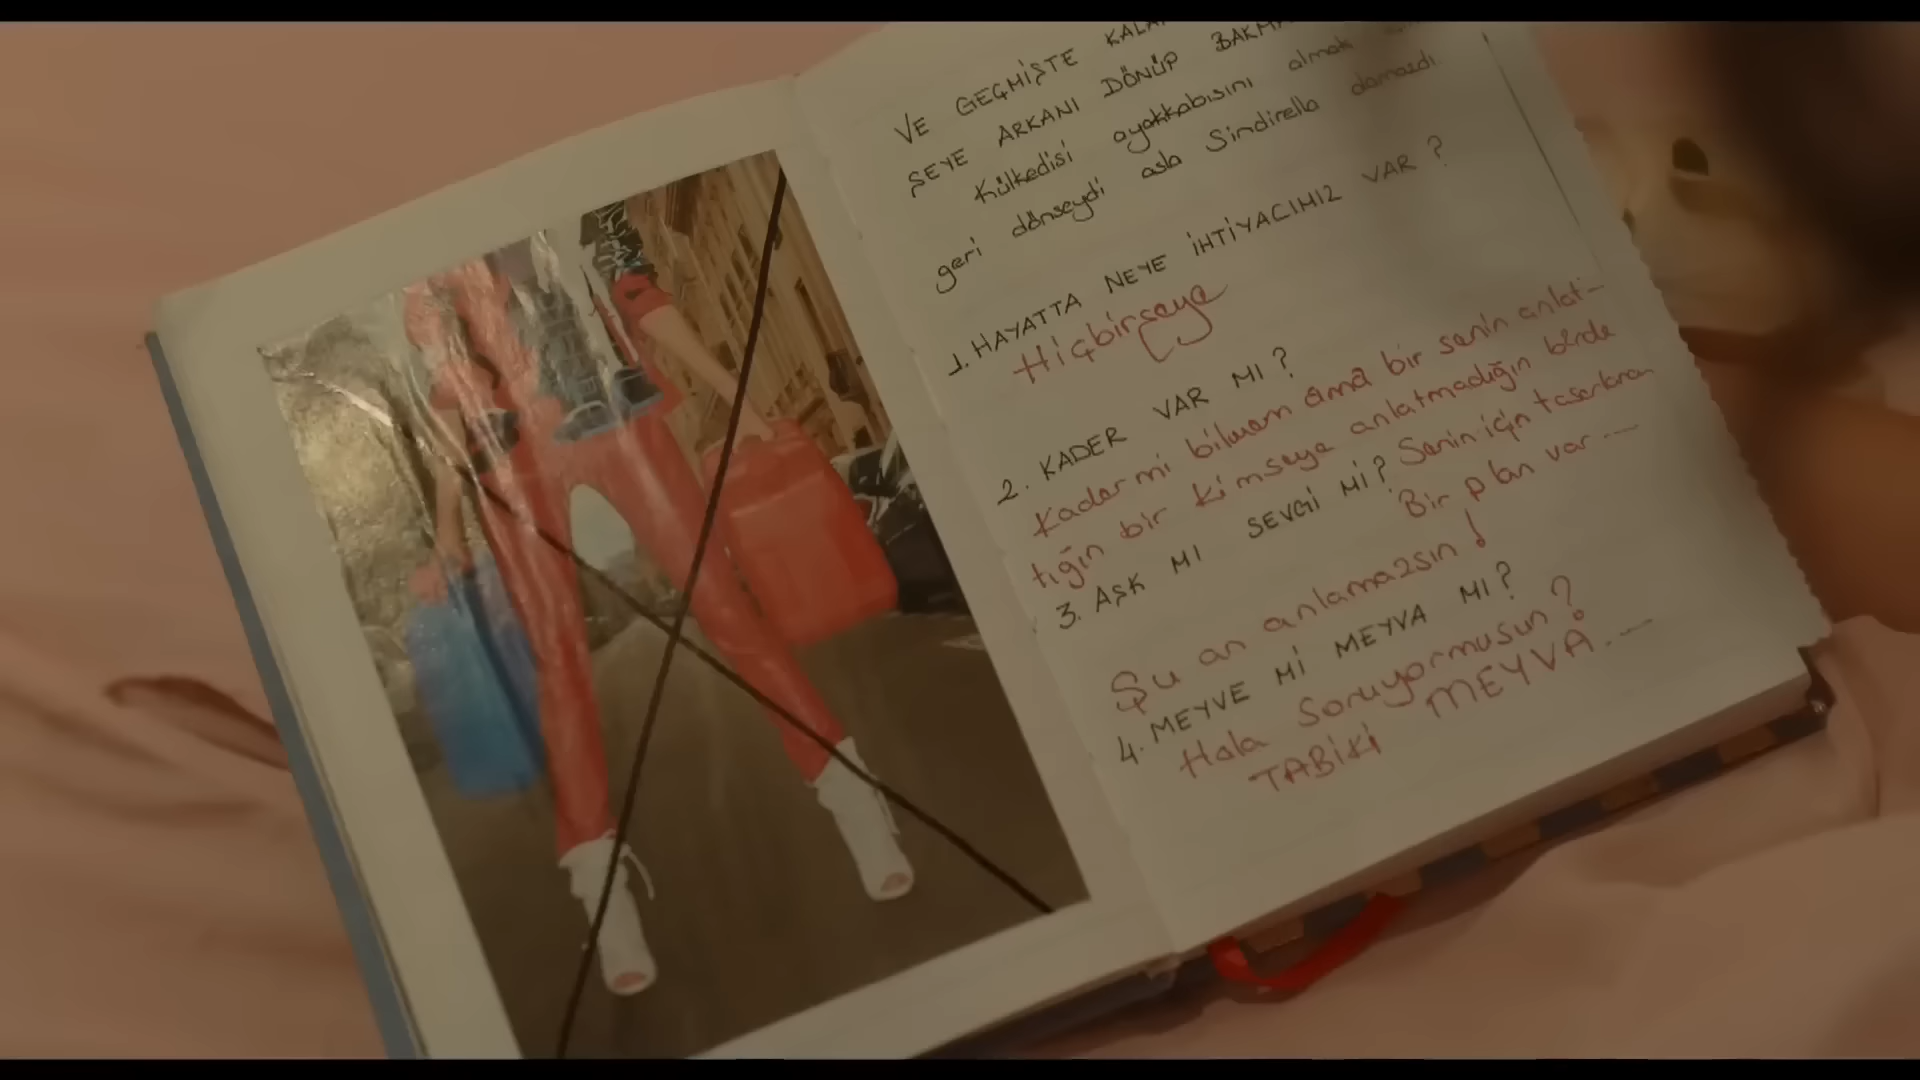 VE GEÇMİŞTE
ŞEYE ARKANI DÖNÜP
Külkedisi ayakkabısını almak
geri dönseydi asla Sindirella
1. HAYATTA NEYE İHTİYACIMIZ VAR?
Hiçbirşeye
2. KADER VAR MI?
Kader mi bilmem ama bir senin anlat-
tığın bir kimseye anlatmadığın birde
3. AŞK MI SEVGİ Mİ? Senin için tasarlanan
Bir plan var...
Şu an anlamazsın!
4. MEYVE Mİ MEYVA MI?
Hala Soruyormusun?
TABİKİ MEYVA...